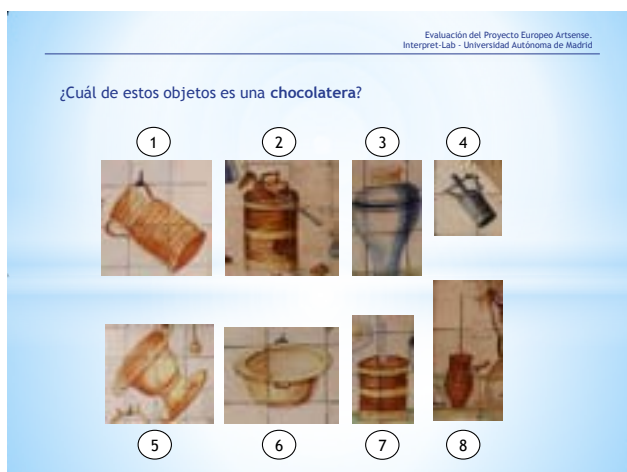 Evaluación del Proyecto Europeo Artsense.
Interpret-Lab - Universidad Autónoma de Madrid
¿Cuál de estos objetos es una chocolatera?
1 2 3 4
5 6 7 8